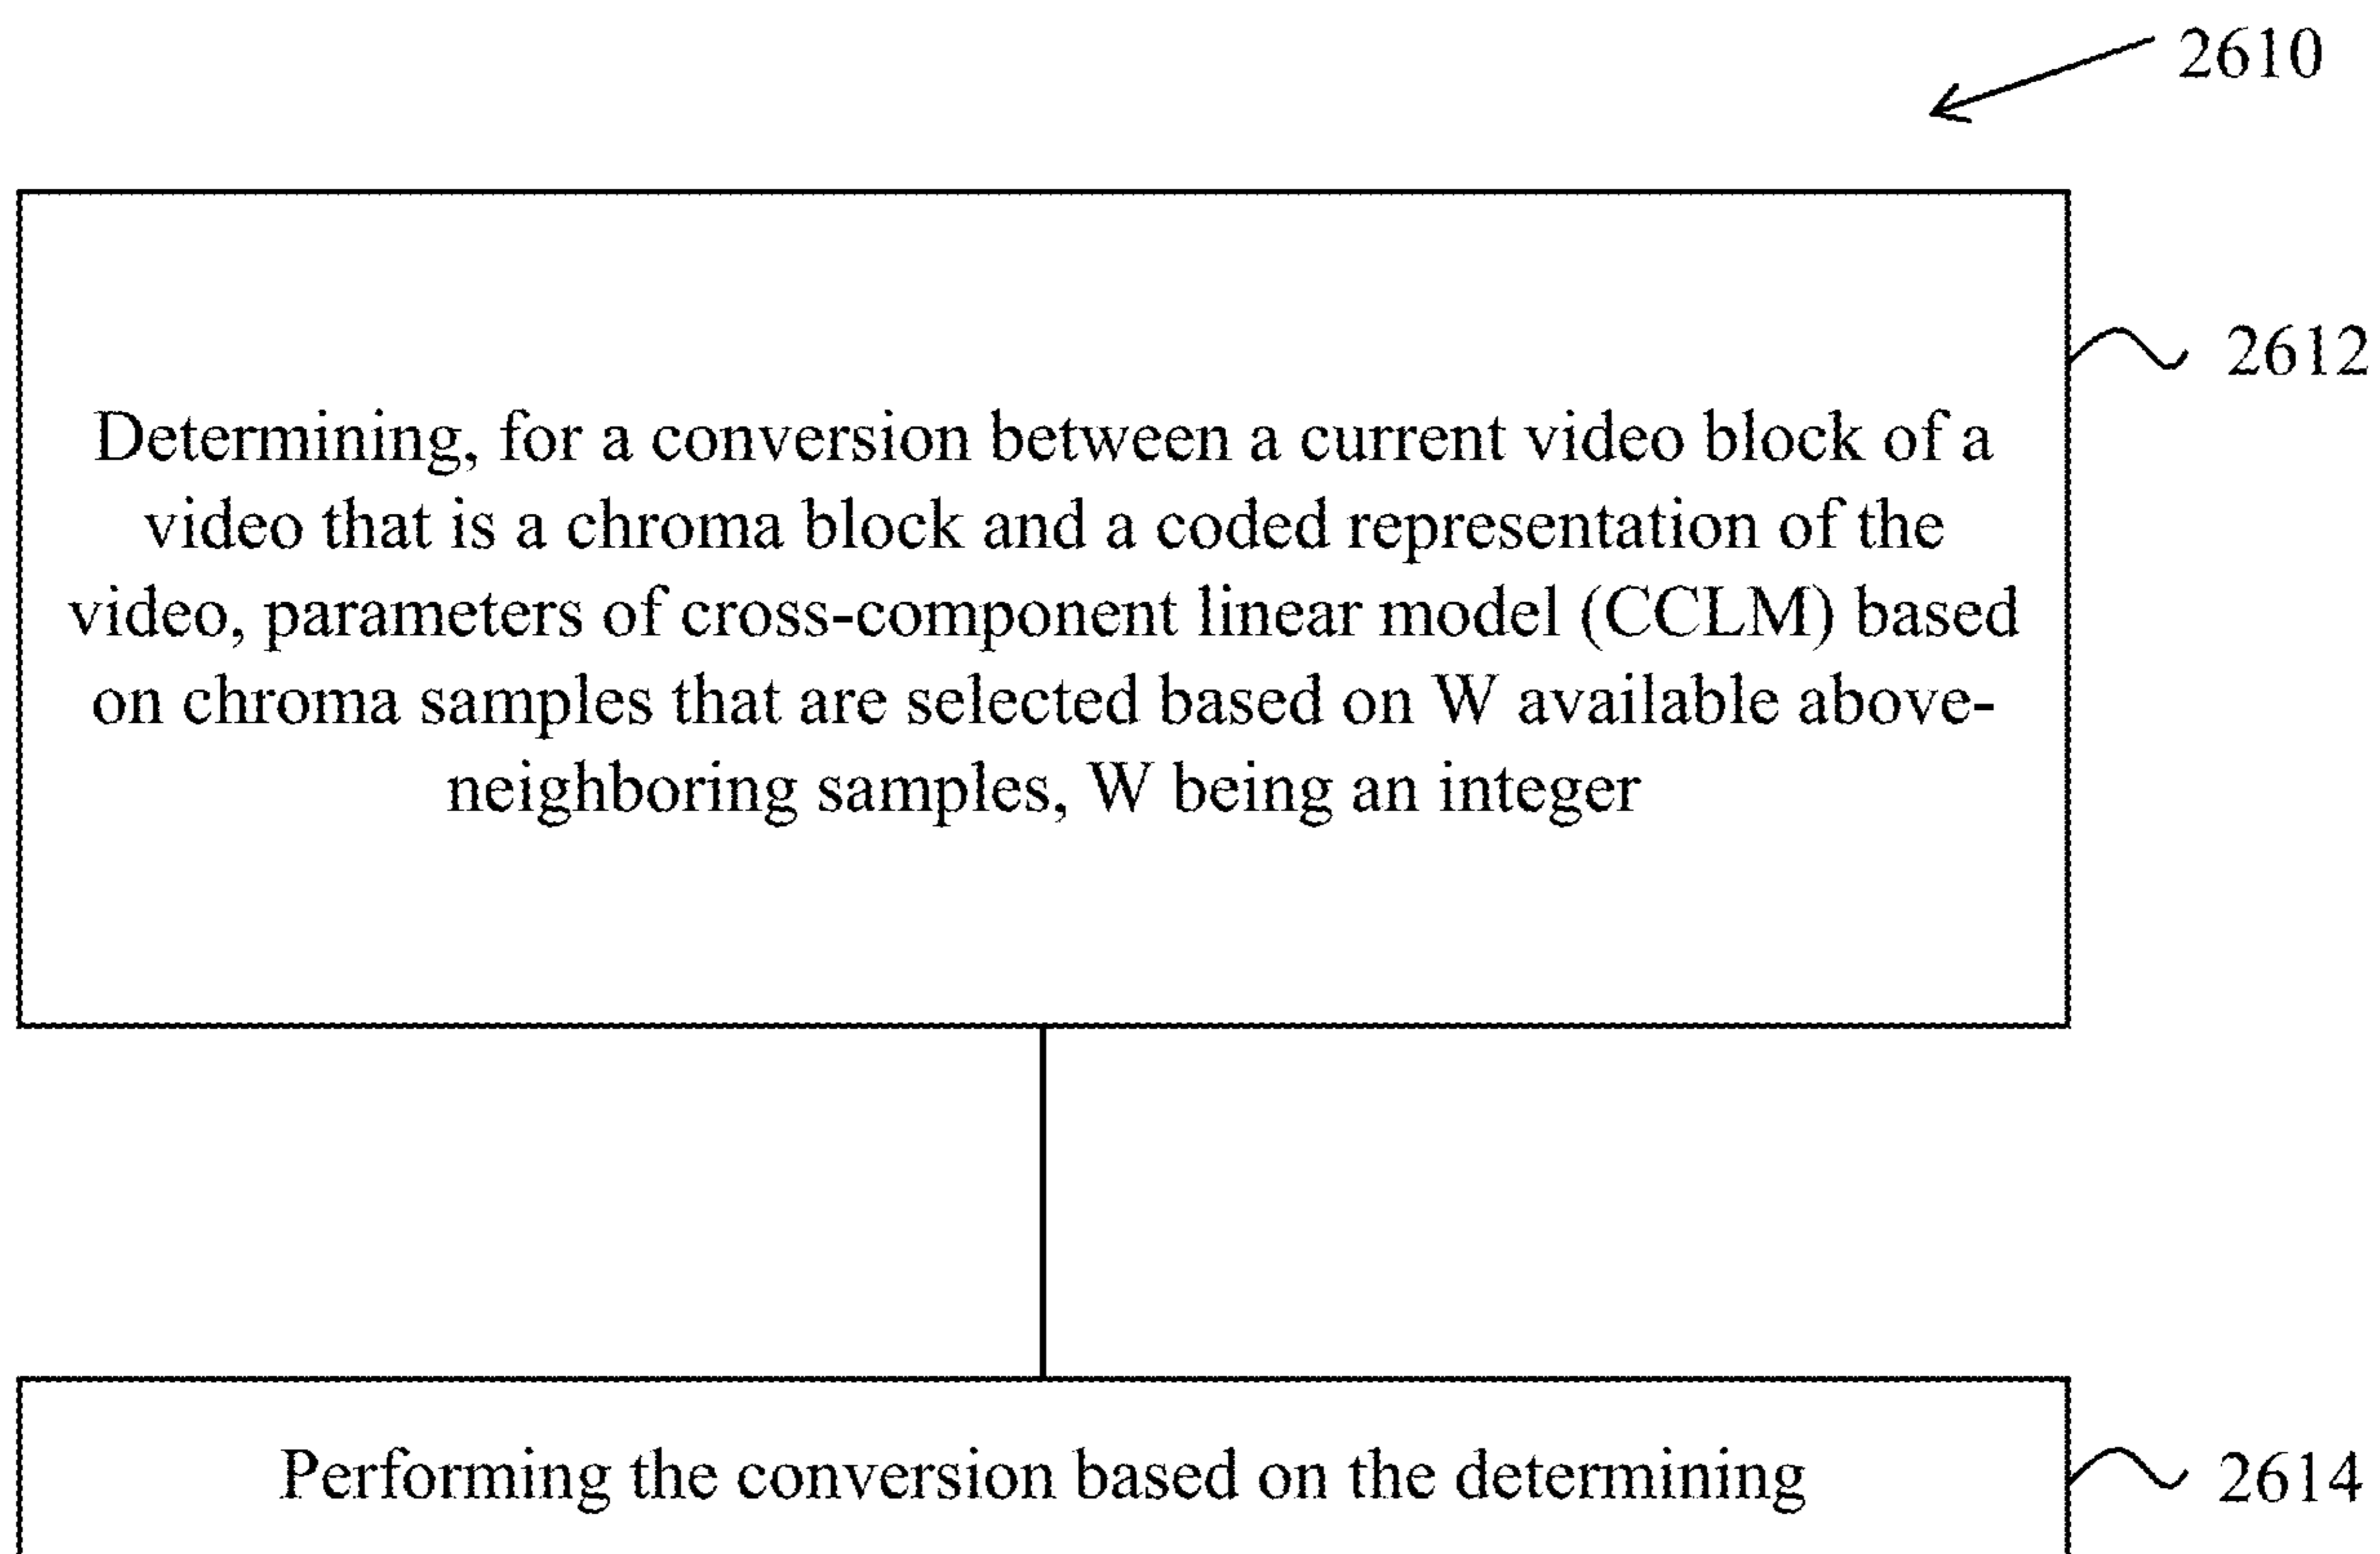 2610
2612
Determining, for a conversion between a current video block of a
video that is a chroma block and a coded representation of the
video, parameters of cross-component linear model (CCLM) based
on chroma samples that are selected based on W available above-
neighboring samples, W being an integer
Performing the conversion based on the determining
2614